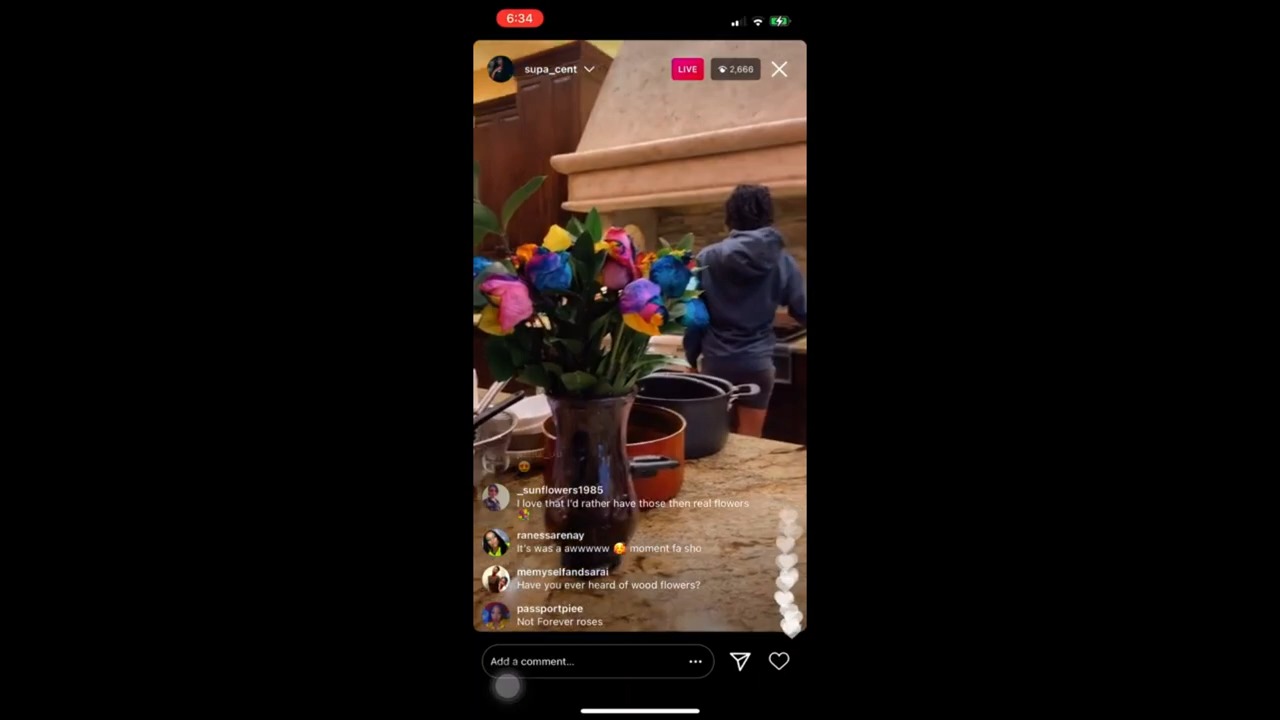 6:34
supa_cent
LIVE
2,666
_sunflowers1985
I love that I'd rather have those then real flowers
ranessarenay
It's was a awwwww 🥰 moment fa sho
memyselfandsarai
Have you ever heard of wood flowers?
passportpiee
Not Forever roses
Add a comment...